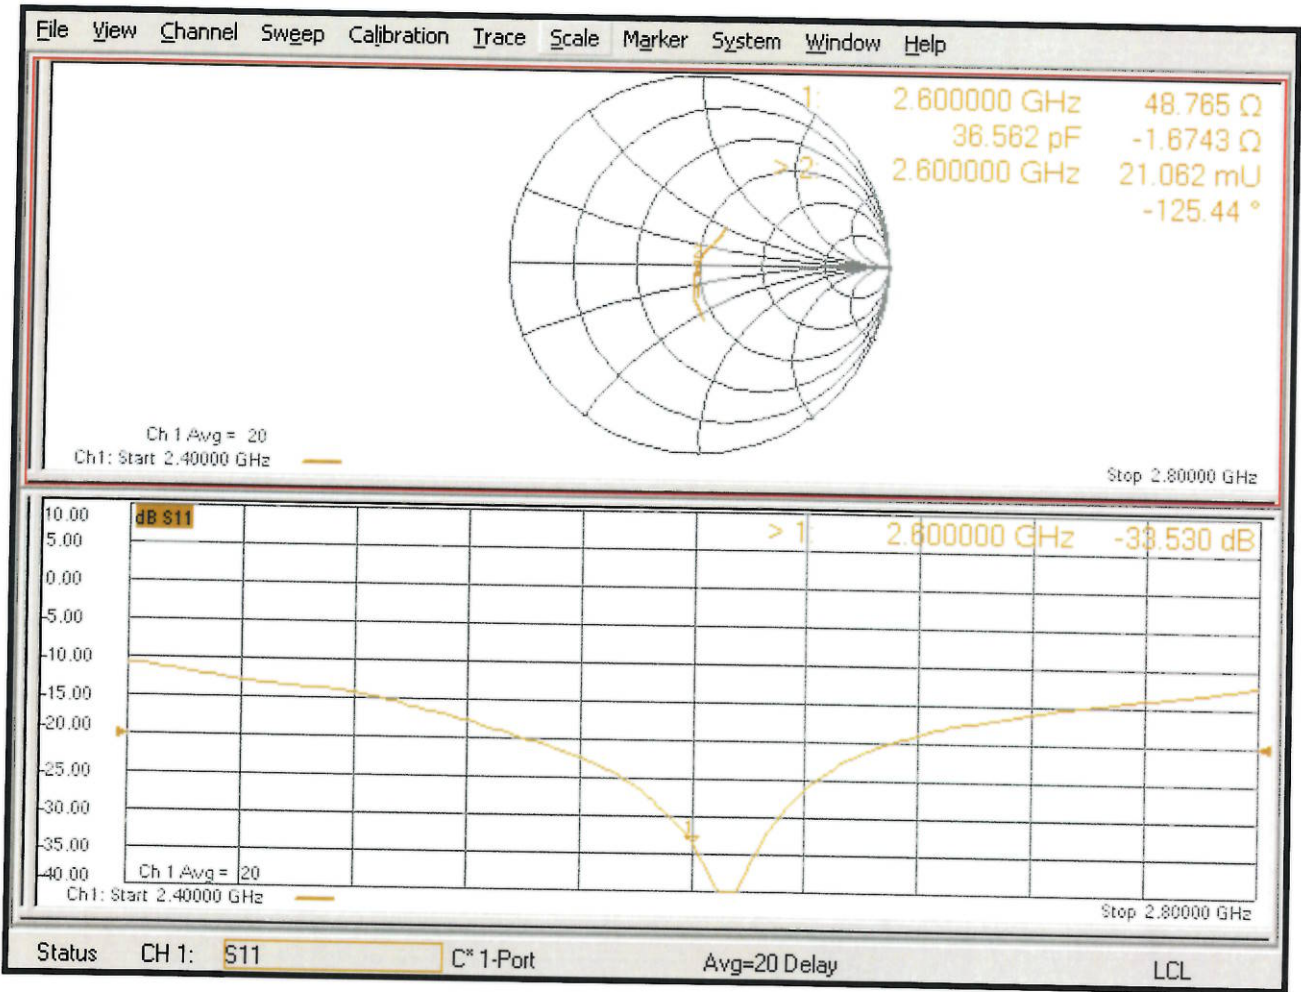 File View Channel Sweep Calibration Trace Scale Marker System Window Help
1: 2.600000 GHz 48.765 Ω
36.562 pF -1.6743 Ω
> 2: 2.600000 GHz 21.062 mU
-125.44 °
Ch 1 Avg = 20
Ch1: Start 2.40000 GHz
Stop 2.80000 GHz
10.00
dB S11
> 1: 2.600000 GHz -33.530 dB
5.00
0.00
-5.00
-10.00
-15.00
-20.00
-25.00
-30.00
1
-35.00
-40.00
Ch 1 Avg = 20
Ch1: Start 2.40000 GHz
Stop 2.80000 GHz
Status CH 1: S11 C* 1-Port Avg=20 Delay LCL